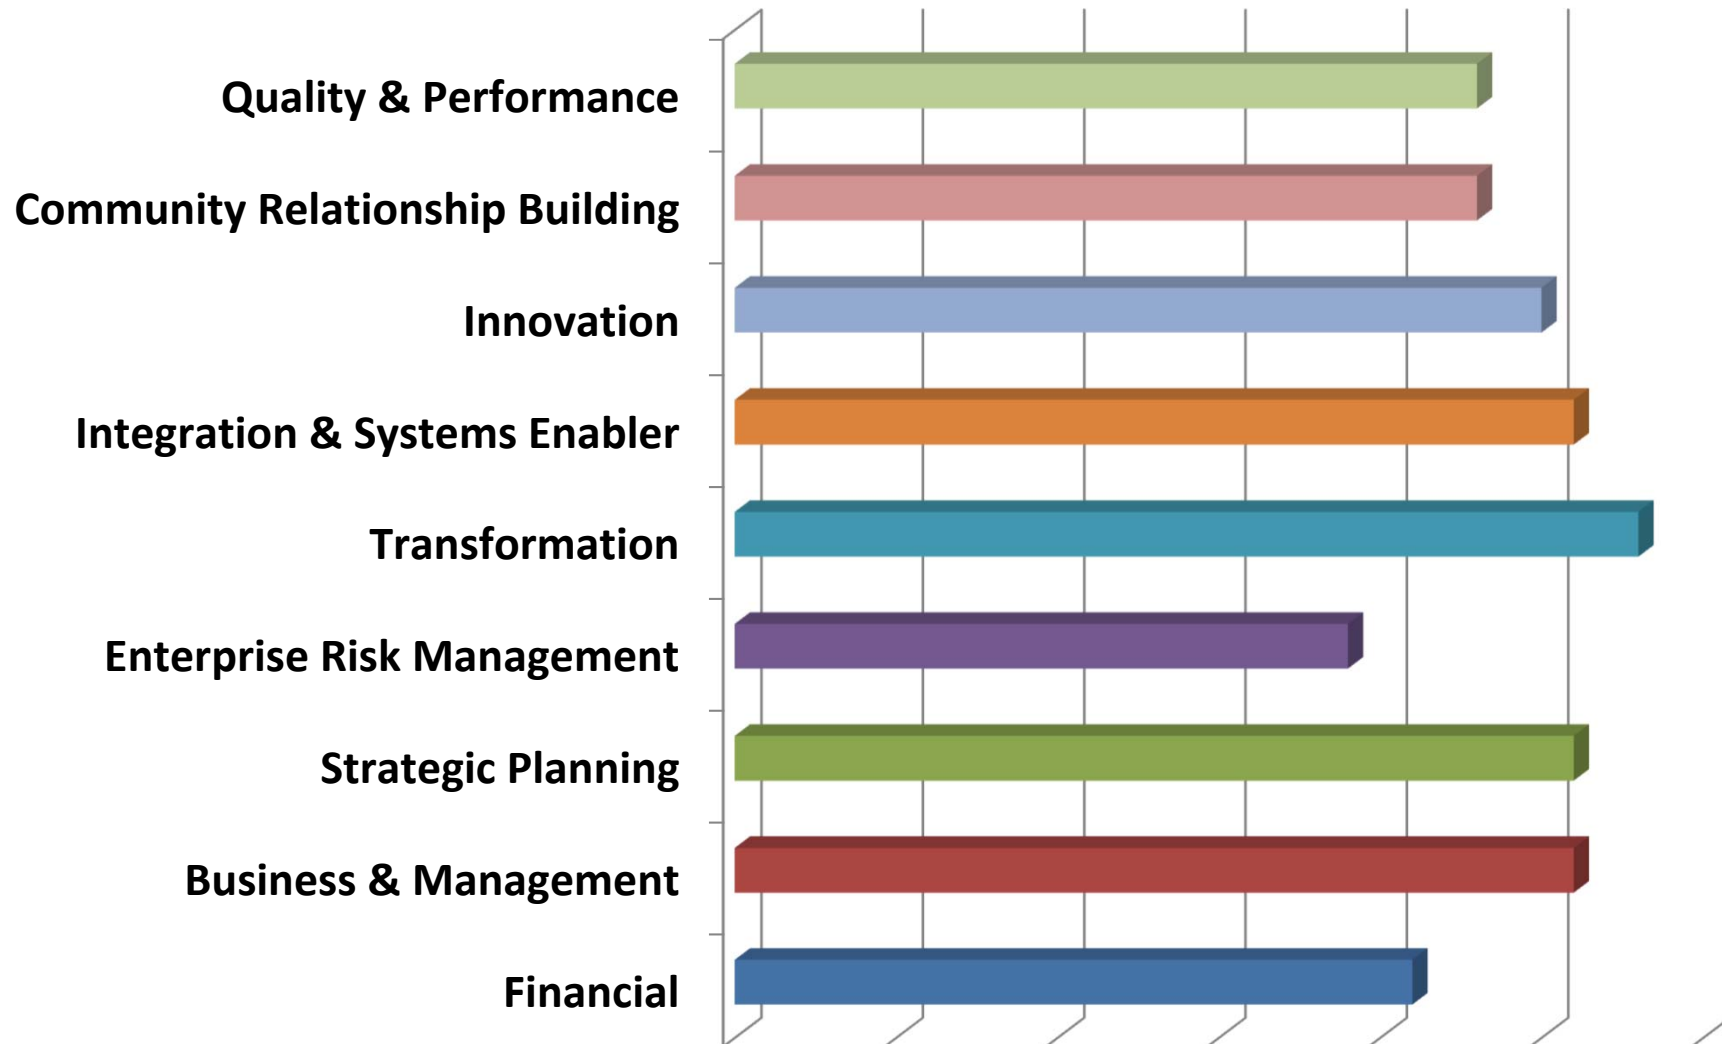 Quality & Performance
Community Relationship Building
Innovation
Integration & Systems Enabler
Transformation
Enterprise Risk Management
Strategic Planning
Business & Management
Financial